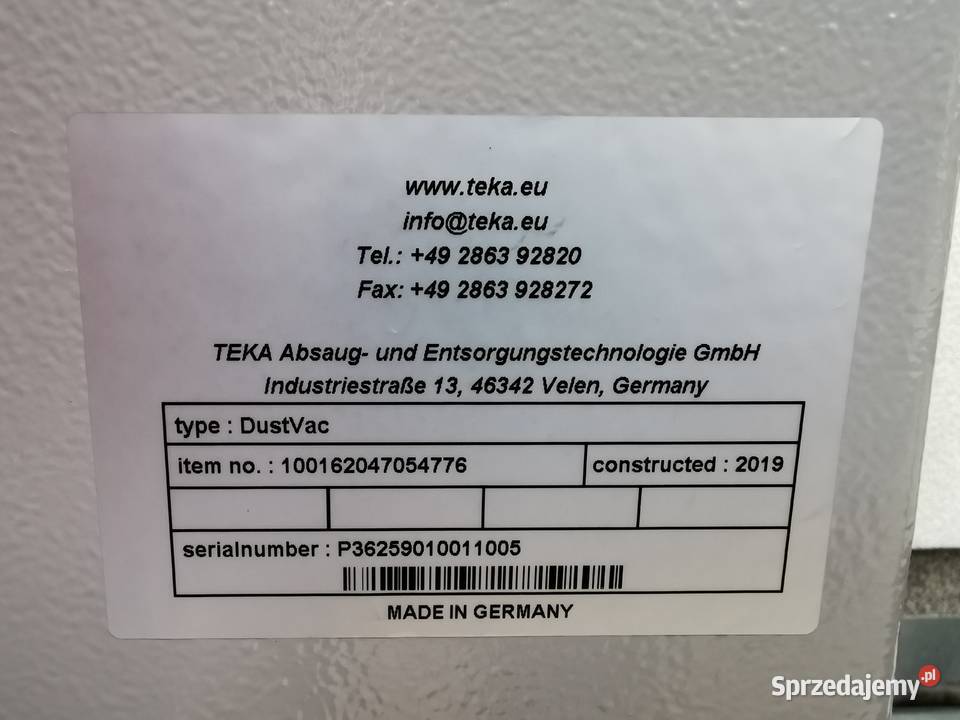 www.teka.eu
info@teka.eu
Tel.: +49 2863 92820
Fax: +49 2863 928272
TEKA Absaug- und Entsorgungstechnologie GmbH
Industriestraße 13, 46342 Velen, Germany
type : DustVac
item no. : 100162047054776
constructed : 2019
serialnumber : P36259010011005
MADE IN GERMANY
Sprzedajemy.pl